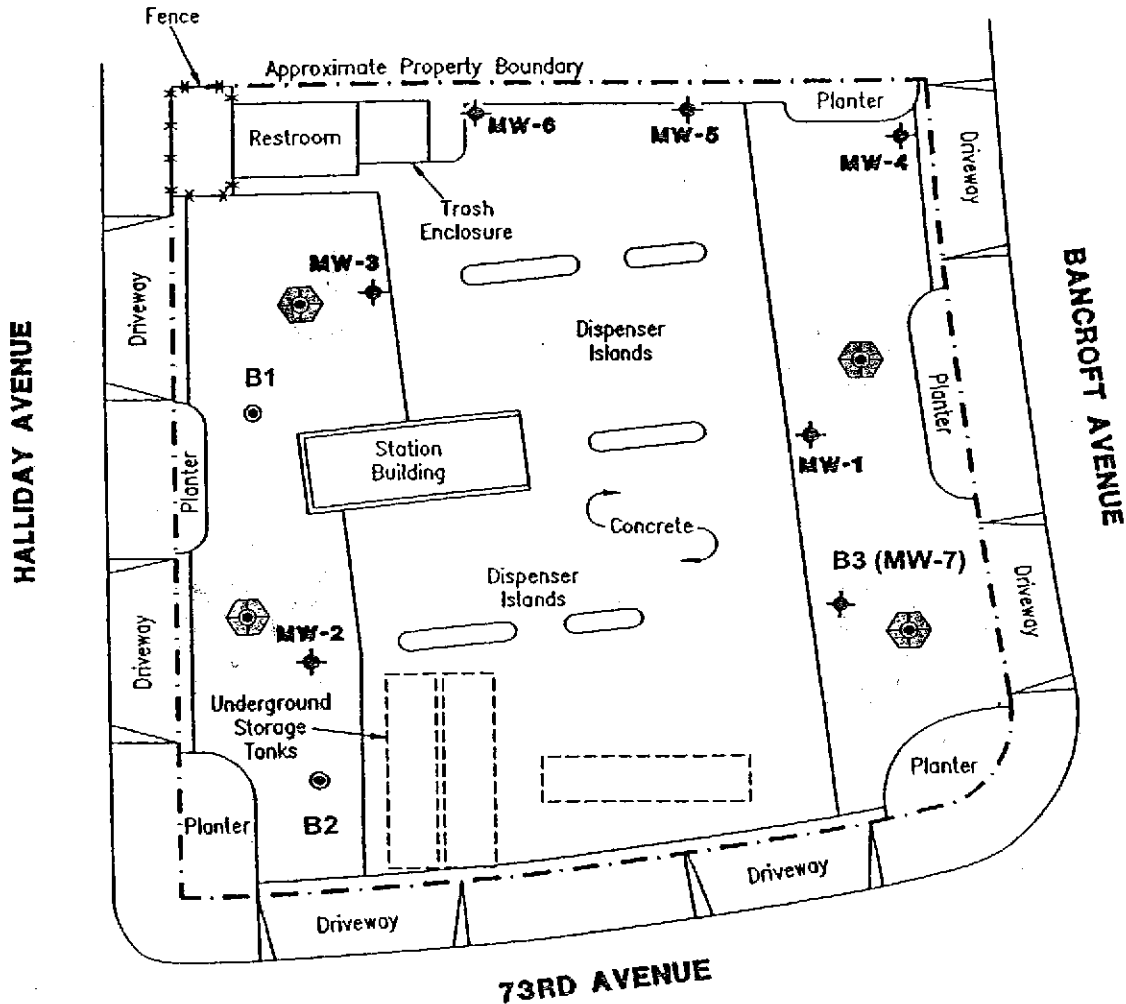 Fence
Approximate Property Boundary
Planter
Restroom
MW-6
MW-5
MW-4
Driveway
Trash
Enclosure
MW-3
Driveway
Dispenser
Islands
BANCROFT AVENUE
HALLIDAY AVENUE
B1
Planter
Station
Building
MW-1
Planter
Concrete
B3 (MW-7)
Dispenser
Islands
Driveway
MW-2
Driveway
Underground
Storage
Tanks
Planter
Planter
B2
Driveway
Driveway
73RD AVENUE